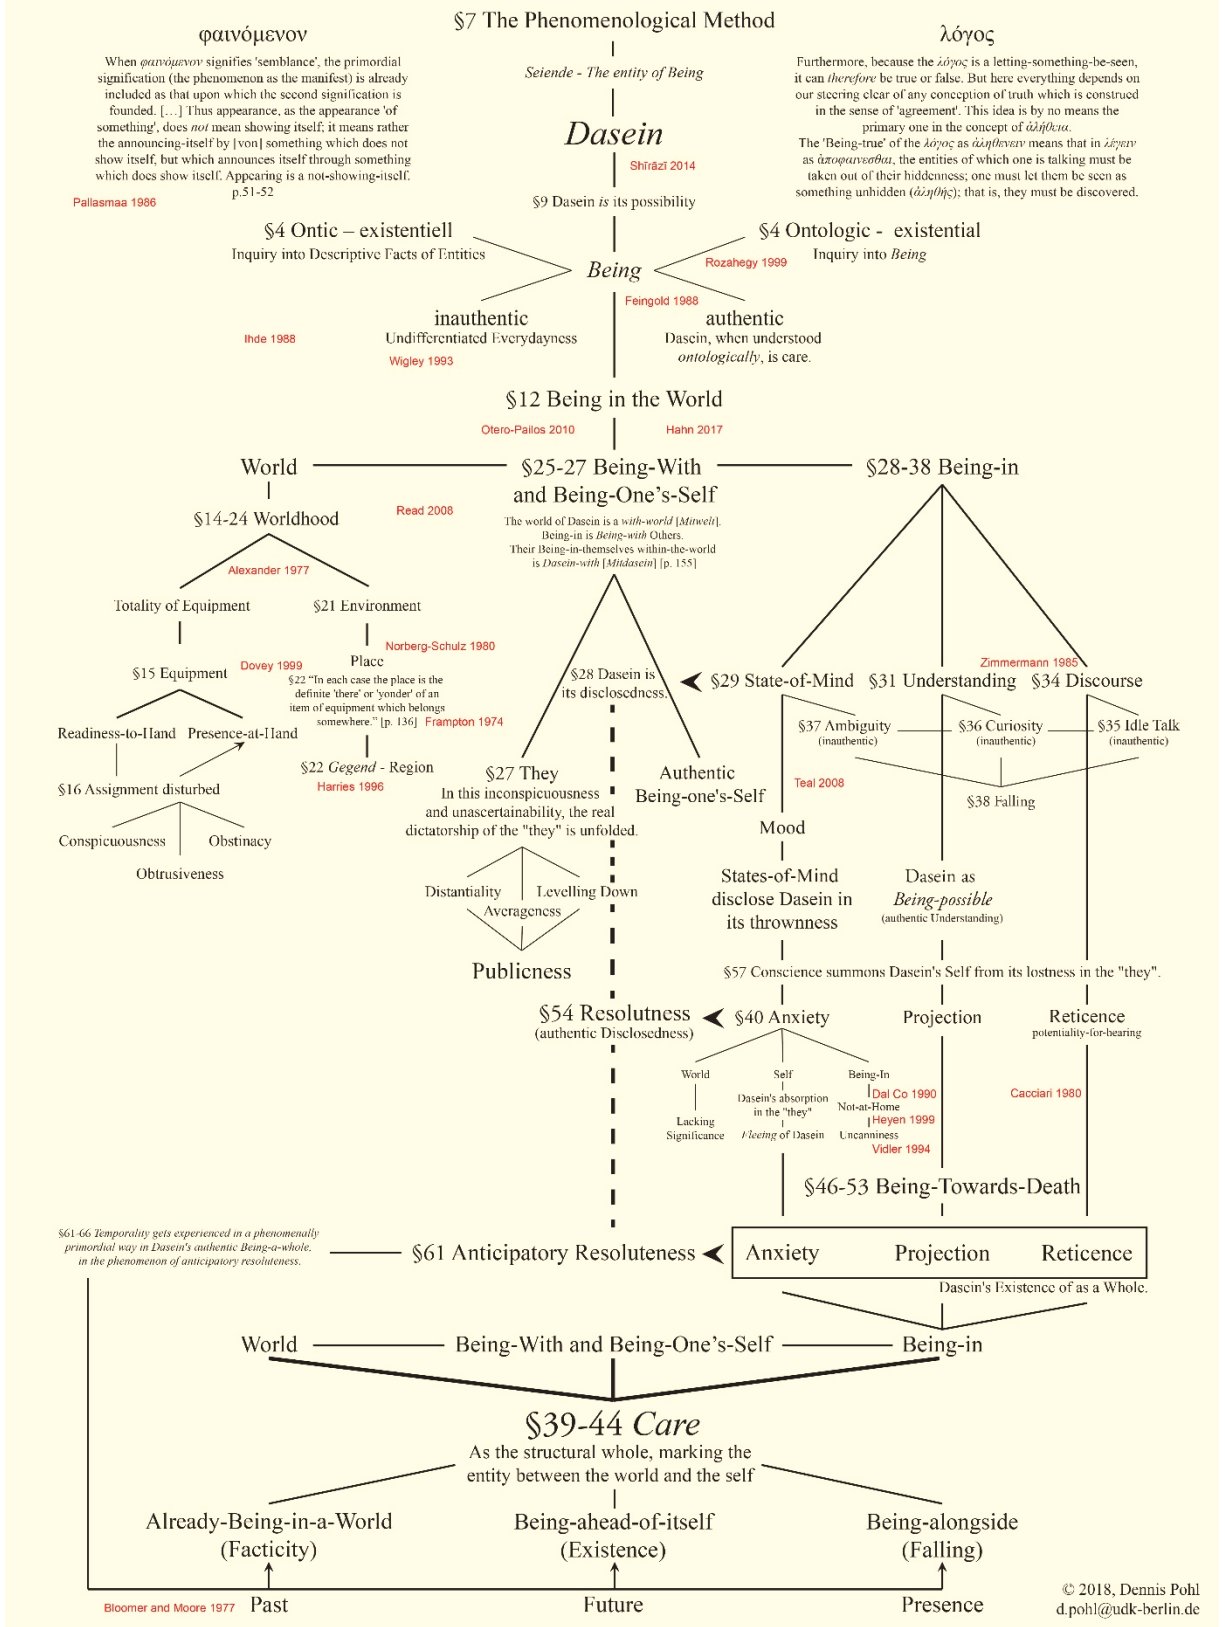 §7 The Phenomenological Method
φαινόμενον
λόγος
When φαινόμενον signifies 'semblance', the primordial
signification (the phenomenon as the manifest) is already
included as that upon which the second signification is
founded. […] Thus appearance, as the appearance 'of
something', does not mean showing itself; it means rather
the announcing-itself by [von] something which does not
show itself, but which announces itself through something
which does show itself. Appearing is a not-showing-itself.
p.51-52
Pallasmaa 1986
Seiende - The entity of Being
Dasein
Shīrāzī 2014
§9 Dasein is its possibility
Furthermore, because the λόγος is a letting-something-be-seen,
it can therefore be true or false. But here everything depends on
our steering clear of any conception of truth which is construed
in the sense of 'agreement'. This idea is by no means the
primary one in the concept of ἀλήθεια.
The 'Being-true' of the λόγος as ἀληθεύειν means that in λέγειν
as ἀποφαινεσθαι, the entities of which one is talking must be
taken out of their hiddenness; one must let them be seen as
something unhidden (ἀληθής); that is, they must be discovered.
§4 Ontic – existentiell
Inquiry into Descriptive Facts of Entities
§4 Ontologic - existential
Inquiry into Being
Rozahegy 1999
Being
Feingold 1988
inauthentic
Undifferentiated Everydayness
Ihde 1988
Wigley 1993
authentic
Dasein, when understood
ontologically, is care.
§12 Being in the World
Otero-Pailos 2010
Hahn 2017
World
§25-27 Being-With
and Being-One's-Self
§28-38 Being-in
The world of Dasein is a with-world [Mitwelt].
Being-in is Being-with Others.
Their Being-in-themselves within-the-world
is Dasein-with [Mitdasein] [p. 155]
§14-24 Worldhood
Read 2008
Alexander 1977
Totality of Equipment
§21 Environment
Norberg-Schulz 1980
§15 Equipment
Dovey 1999
Place
§22 “In each case the place is the
definite 'there' or 'yonder' of an
item of equipment which belongs
somewhere.” [p. 136]
Frampton 1974
Readiness-to-Hand
Presence-at-Hand
§22 Gegend - Region
Harries 1996
§16 Assignment disturbed
Conspicuousness
Obstinacy
Obtrusiveness
§28 Dasein is
its disclosedness.
§29 State-of-Mind
§31 Understanding
§34 Discourse
Zimmermann 1985
§37 Ambiguity
(inauthentic)
§36 Curiosity
(inauthentic)
§35 Idle Talk
(inauthentic)
§38 Falling
Teal 2008
§27 They
In this inconspicuousness
and unascertainability, the real
dictatorship of the "they" is unfolded.
Authentic
Being-one's-Self
Distantiality
Levelling Down
Averageness
Publicness
Mood
States-of-Mind
disclose Dasein in
its thrownness
Dasein as
Being-possible
(authentic Understanding)
§57 Conscience summons Dasein's Self from its lostness in the "they".
§54 Resolutness
(authentic Disclosedness)
§40 Anxiety
Projection
Reticence
potentiality-for-hearing
World
Self
Being-In
Lacking
Significance
Dasein's absorption
in the "they"
Fleeing of Dasein
Dal Co 1990
Not-at-Home
Heyen 1999
Uncanniness
Vidler 1994
Cacciari 1980
§46-53 Being-Towards-Death
§61-66 Temporality gets experienced in a phenomenally
primordial way in Dasein's authentic Being-a-whole,
in the phenomenon of anticipatory resoluteness.
§61 Anticipatory Resoluteness
Anxiety
Projection
Reticence
Dasein's Existence of as a Whole.
World
Being-With and Being-One's-Self
Being-in
§39-44 Care
As the structural whole, marking the
entity between the world and the self
Already-Being-in-a-World
(Facticity)
Being-ahead-of-itself
(Existence)
Being-alongside
(Falling)
Bloomer and Moore 1977
Past
Future
Presence
© 2018, Dennis Pohl
d.pohl@udk-berlin.de